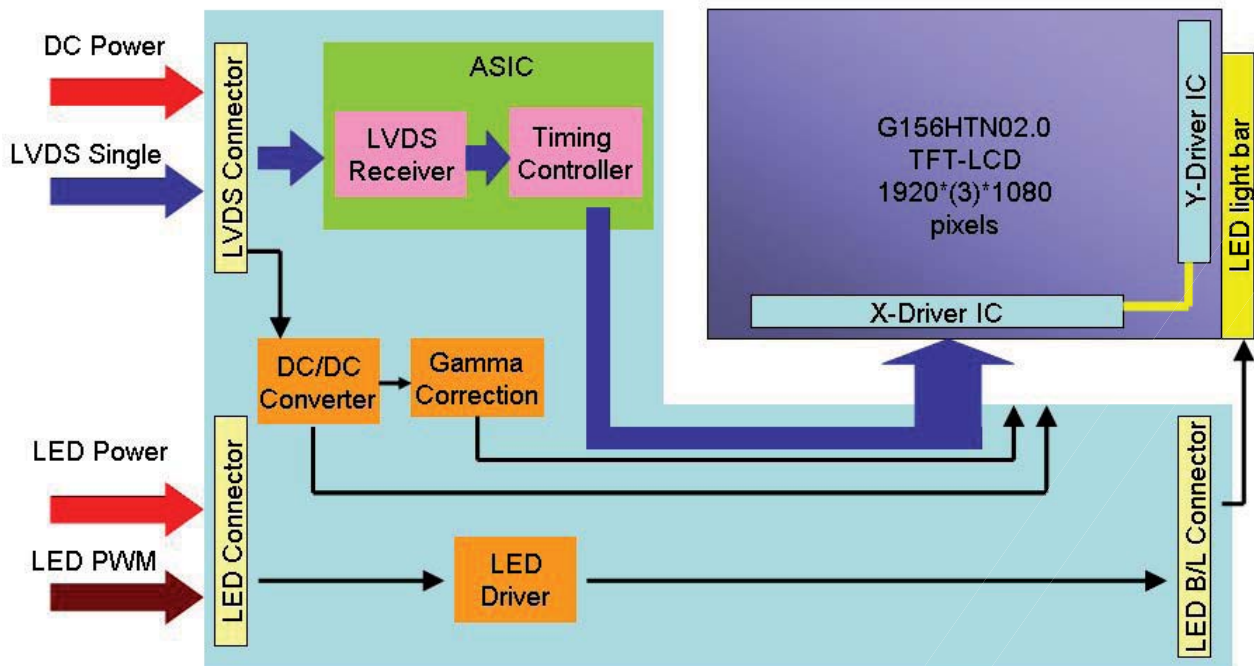 DC Power
LVDS Single
LVDS Connector
ASIC
LVDS
Receiver
Timing
Controller
G156HTN02.0
TFT-LCD
1920*(3)*1080
pixels
Y-Driver IC
LED light bar
X-Driver IC
DC/DC
Converter
Gamma
Correction
LED Power
LED PWM
LED Connector
LED
Driver
LED B/L Connector